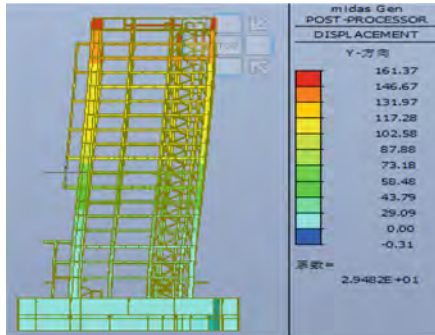 midas Gen
POST-PROCESSOR
DISPLACEMENT
Y-方向
161.37
146.67
131.97
117.28
102.58
87.88
73.18
58.48
43.79
29.09
0.00
-0.31
系数=
2.9482E+01